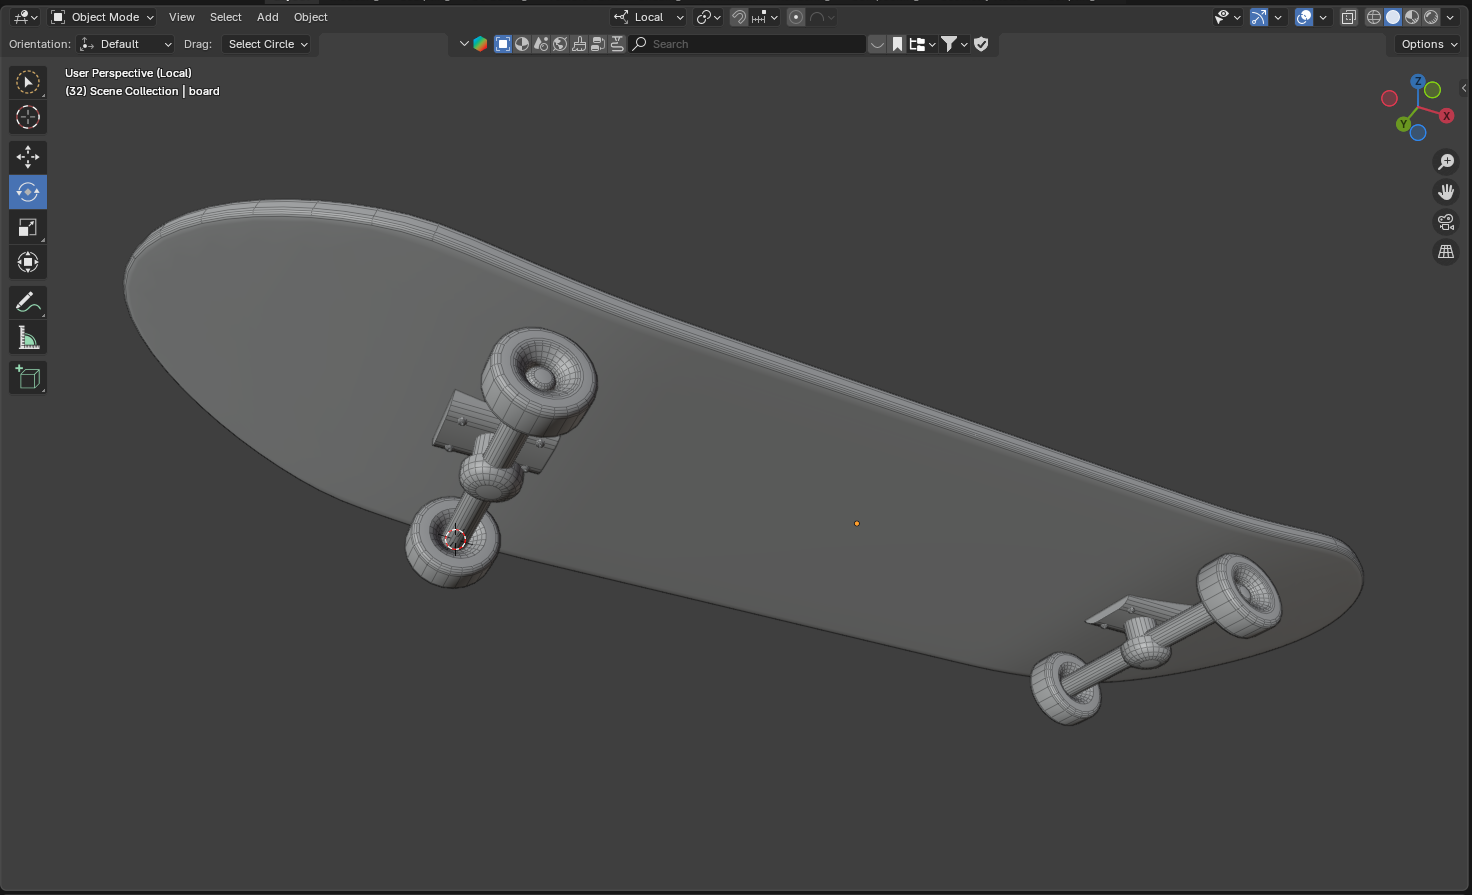 Object Mode View Select Add Object Local
Orientation: Default Drag: Select Circle Search Options
User Perspective (Local)
(32) Scene Collection | board
Z
X
Y